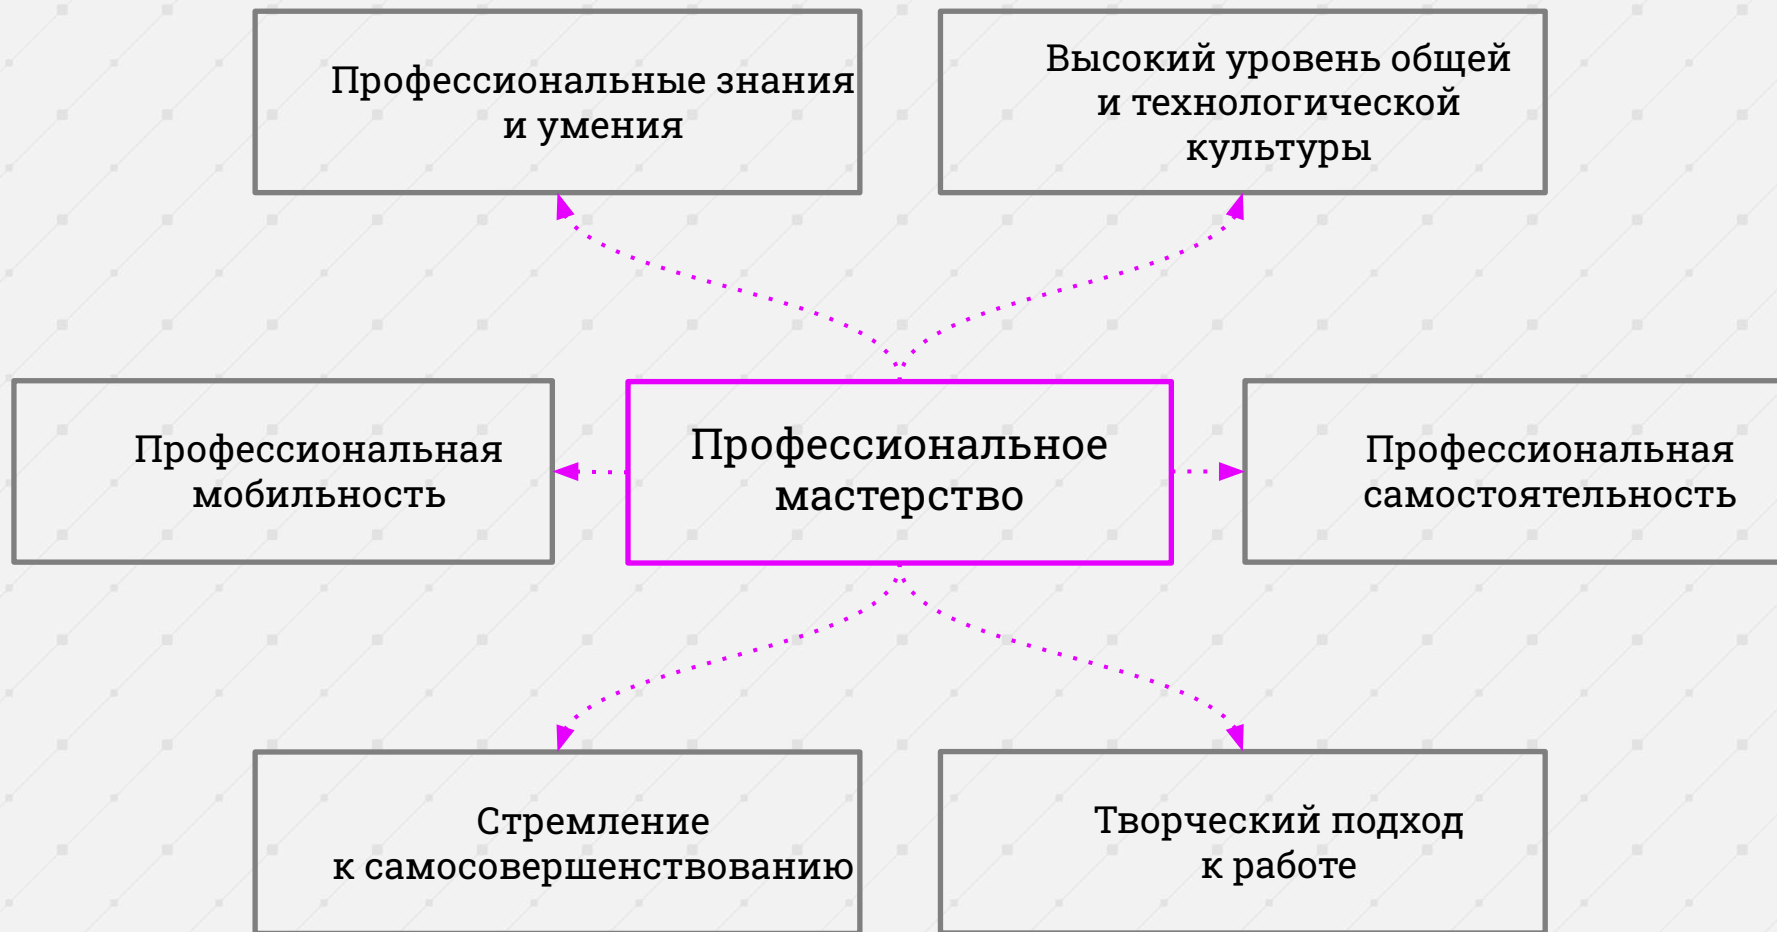 Профессиональные знания
и умения
Высокий уровень общей
и технологической
культуры
Профессиональная
мобильность
Профессиональное
мастерство
Профессиональная
самостоятельность
Стремление
к самосовершенствованию
Творческий подход
к работе